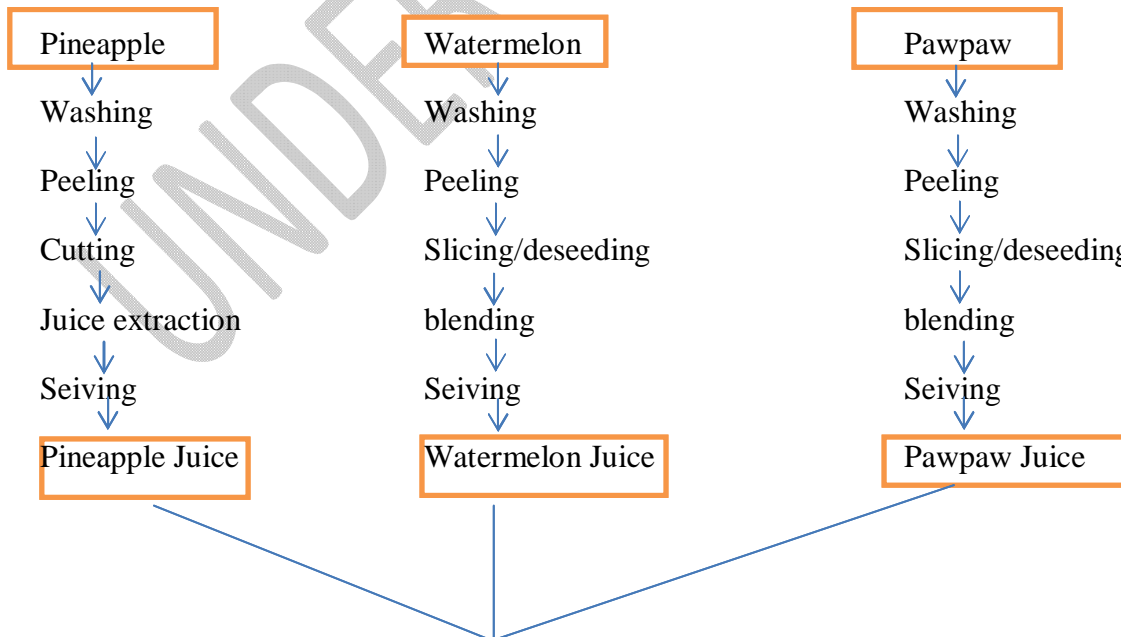 Pineapple
Washing
Peeling
Cutting
Juice extraction
Seiving
Pineapple Juice
Watermelon
Washing
Peeling
Slicing/deseeding
blending
Seiving
Watermelon Juice
Pawpaw
Washing
Peeling
Slicing/deseeding
blending
Seiving
Pawpaw Juice
UNDER